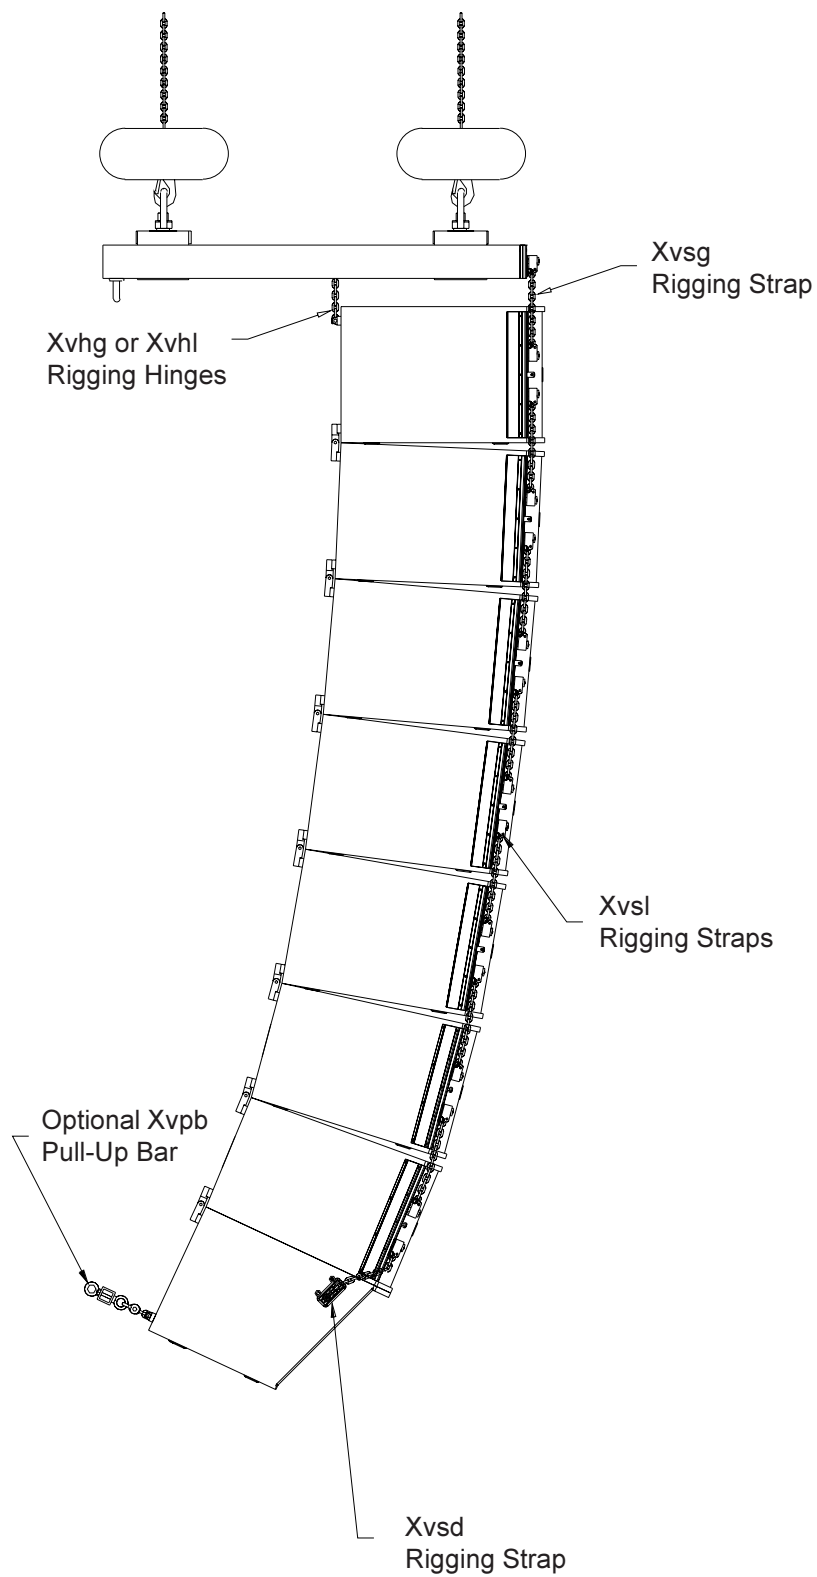 Xvsg
Rigging Strap
Xvhg or Xvhl
Rigging Hinges
Xvsl
Rigging Straps
Optional Xvpb
Pull-Up Bar
Xvsd
Rigging Strap